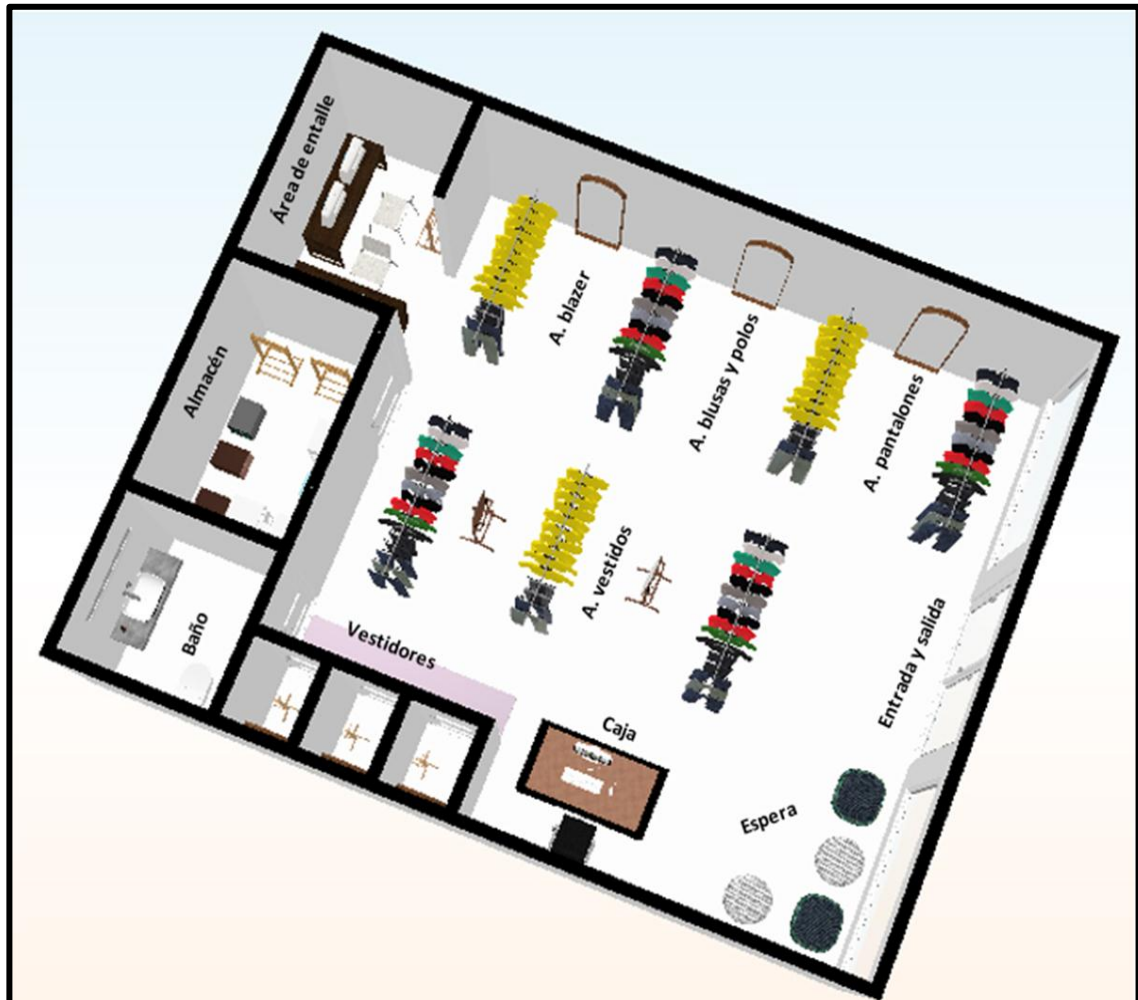 Área de entalle
A. blazer
Almacén
A. blusas y polos
A. pantalones
A. vestidos
Baño
Vestidores
Entrada y salida
Caja
Espera